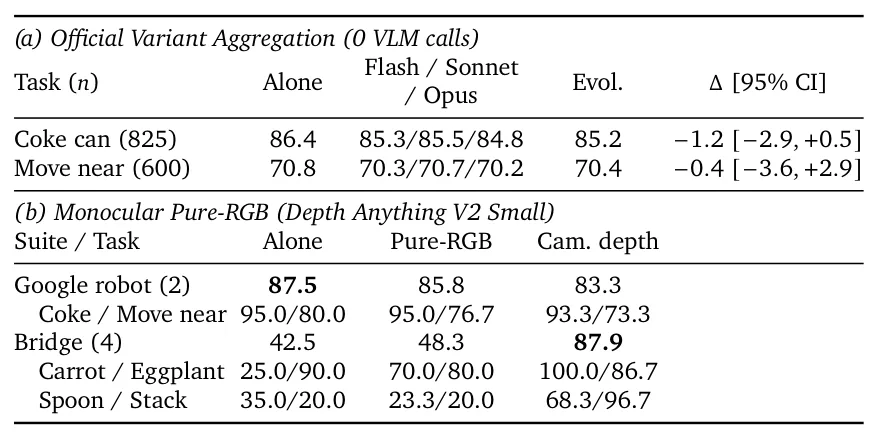 (a) Official Variant Aggregation (0 VLM calls)
Task (n) Alone Flash / Sonnet / Opus Evol. Δ [95% CI]
Coke can (825) 86.4 85.3/85.5/84.8 85.2 −1.2 [−2.9, +0.5]
Move near (600) 70.8 70.3/70.7/70.2 70.4 −0.4 [−3.6, +2.9]
(b) Monocular Pure-RGB (Depth Anything V2 Small)
Suite / Task Alone Pure-RGB Cam. depth
Google robot (2) 87.5 85.8 83.3
Coke / Move near 95.0/80.0 95.0/76.7 93.3/73.3
Bridge (4) 42.5 48.3 87.9
Carrot / Eggplant 25.0/90.0 70.0/80.0 100.0/86.7
Spoon / Stack 35.0/20.0 23.3/20.0 68.3/96.7